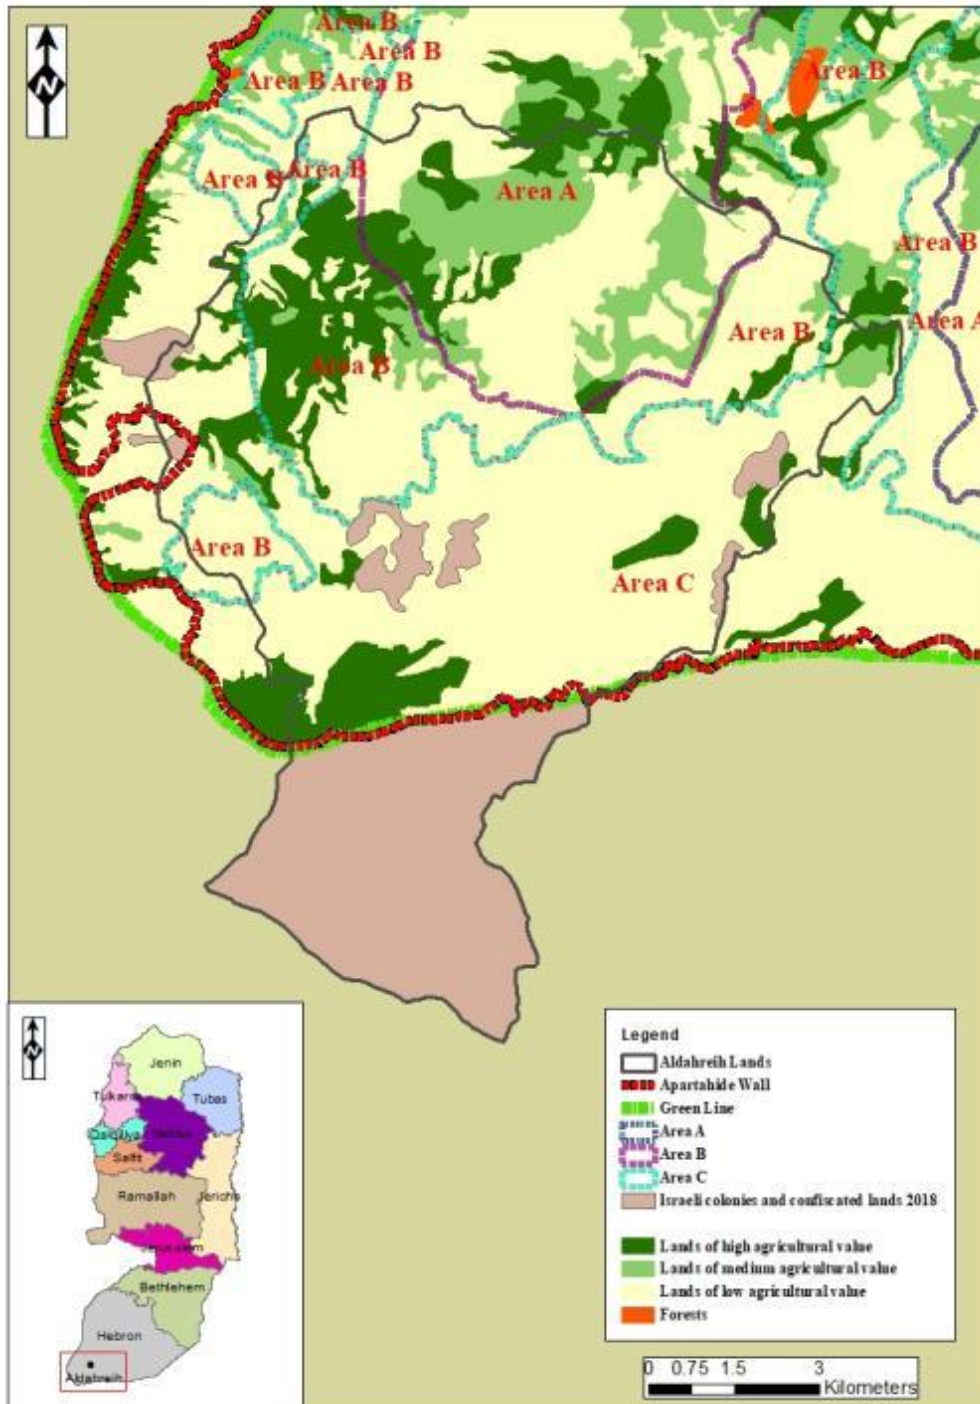 Area B
Area B
Area B
Area B
Area B
N
Area B
Area B
Area A
Area B
Area B
Area A
Area B
Area B
Area B
Area C
N
Jenin
Tubas
Ramallah
Jerusalem
Bethlehem
Hebron
Aldahreih
Legend
Aldahreih Lands
Apartahide Wall
Green Line
Area A
Area B
Area C
Israeli colonies and confiscated lands 2018
Lands of high agricultural value
Lands of medium agricultural value
Lands of low agricultural value
Forests
0 0.75 1.5 3
Kilometers